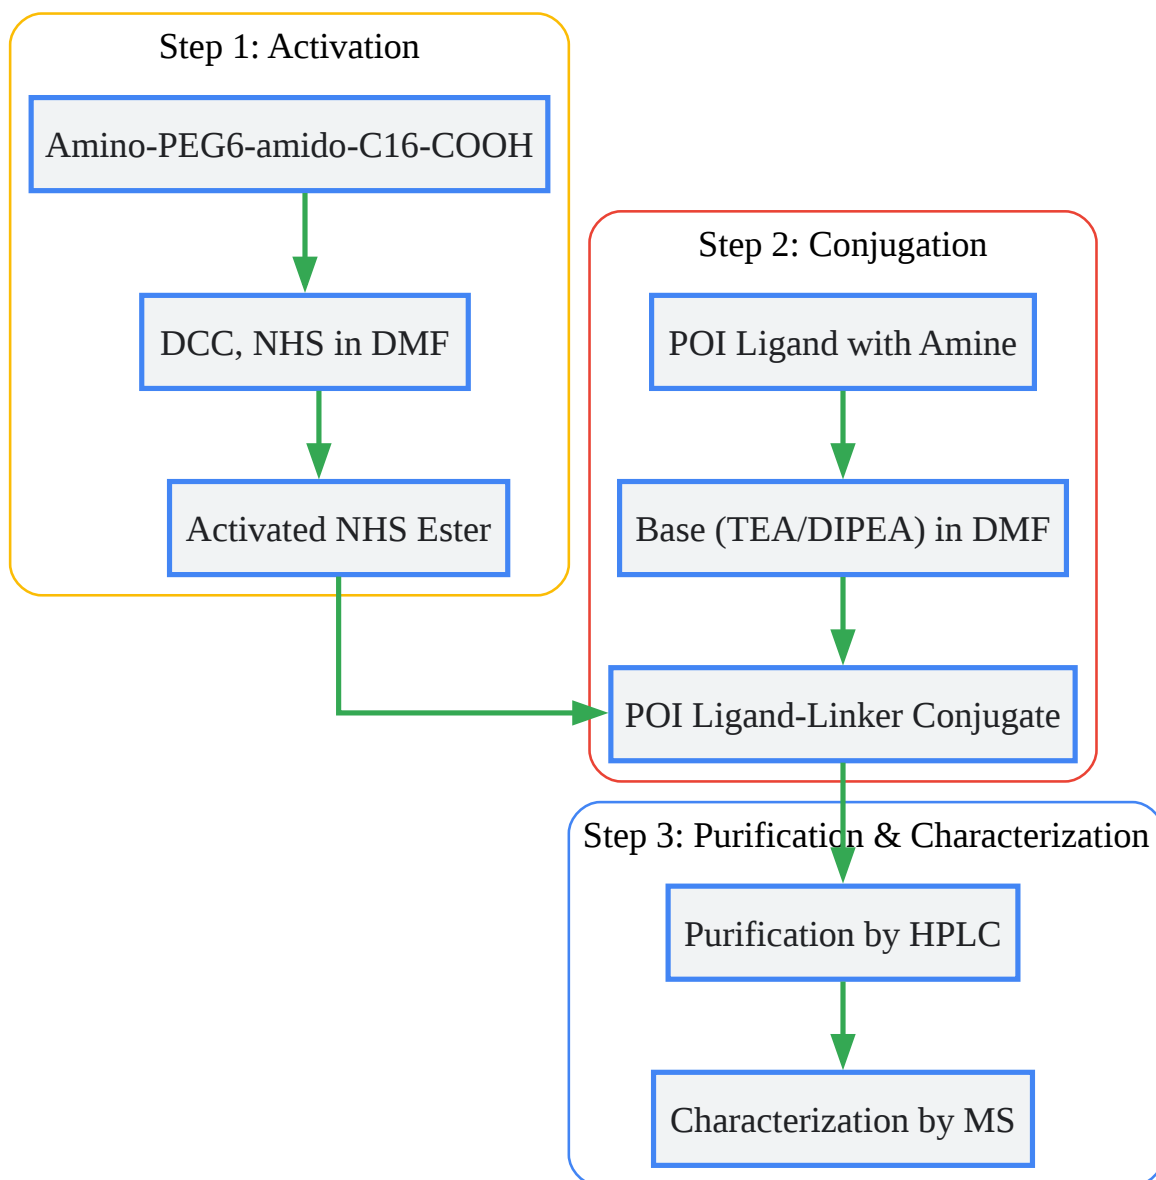 Step 1: Activation
Amino-PEG6-amido-C16-COOH
DCC, NHS in DMF
Activated NHS Ester
Step 2: Conjugation
POI Ligand with Amine
Base (TEA/DIPEA) in DMF
POI Ligand-Linker Conjugate
Step 3: Purification & Characterization
Purification by HPLC
Characterization by MS